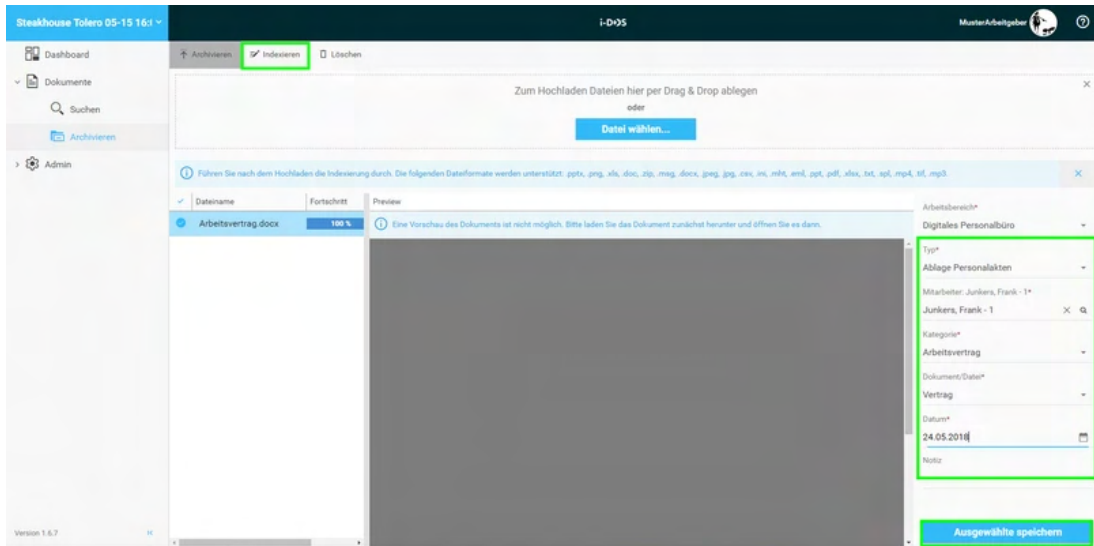 Steakhouse Tolero 05-15 16:1
i-DOS
MusterArbeitgeber
Dashboard
Dokumente
Suchen
Archivieren
Admin
Archivieren
Indexieren
Löschen
Zum Hochladen Dateien hier per Drag & Drop ablegen
oder
Datei wählen...
Führen Sie nach dem Hochladen die Indexierung durch. Die folgenden Dateiformate werden unterstützt: .pptx, .png, .xls, .doc, .zip, .msg, .docx, .jpeg, .jpg, .csv, .ini, .mht, .eml, .ppt, .pdf, .xlsx, .txt, .spl, .mp4, .tif, .mp3.
Dateiname
Fortschritt
Arbeitsvertrag.docx
100 %
Preview
Eine Vorschau des Dokuments ist nicht möglich. Bitte laden Sie das Dokument zunächst herunter und öffnen Sie es dann.
Arbeitsbereich*
Digitales Personalbüro
Typ*
Ablage Personalakten
Mitarbeiter: Junkers, Frank - 1*
Junkers, Frank - 1
Kategorie*
Arbeitsvertrag
Dokument/Datei*
Vertrag
Datum*
24.05.2018
Notiz
Ausgewählte speichern
Version 1.6.7